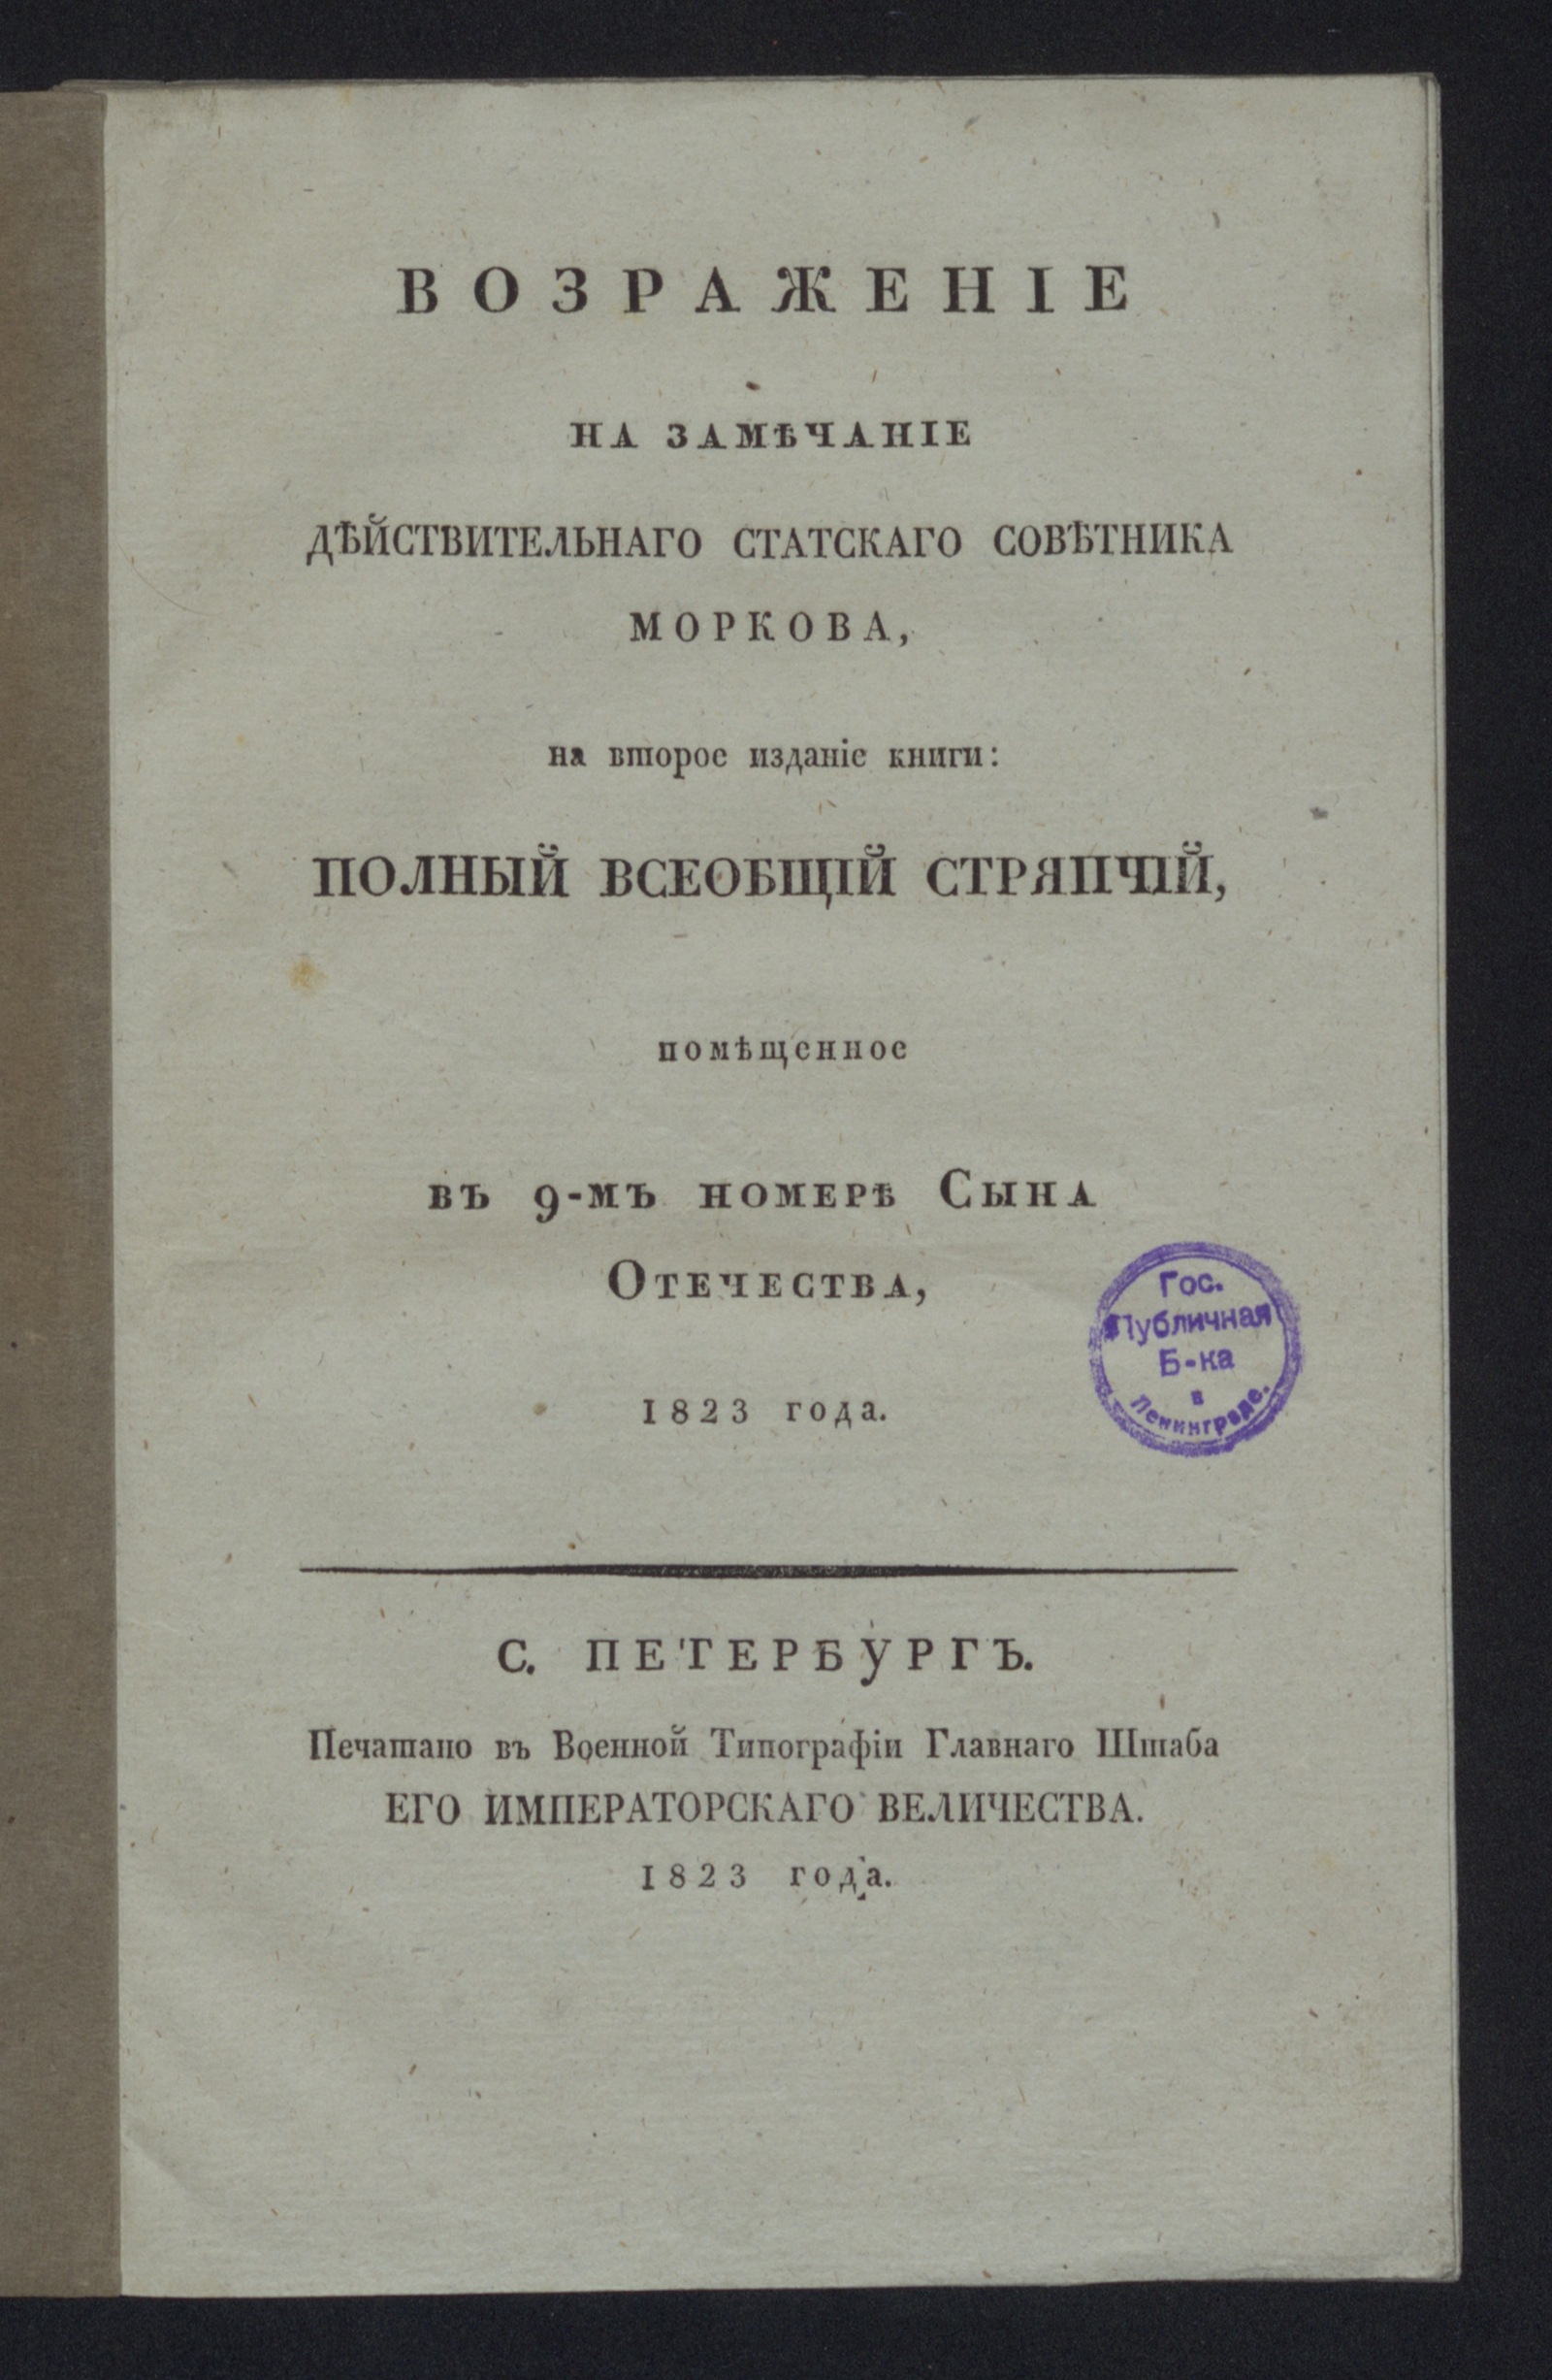 ВОЗРАЖЕНІЕ
НА ЗАМѢЧАНІЕ
ДѢЙСТВИТЕЛЬНАГО СТАТСКАГО СОВѢТНИКА
МОРКОВА,
на второе изданіе книги:
ПОЛНЫЙ ВСЕОБЩІЙ СТРЯПЧІЙ,
помѣщенное
въ 9-мъ номерѣ Сына
Отечества,
1823 года.
Гос.
Публичная
Б-ка
в
Ленинграде.
С. ПЕТЕРБУРГЪ.
Печатано въ Военной Типографіи Главнаго Штаба
ЕГО ИМПЕРАТОРСКАГО ВЕЛИЧЕСТВА.
1823 года.